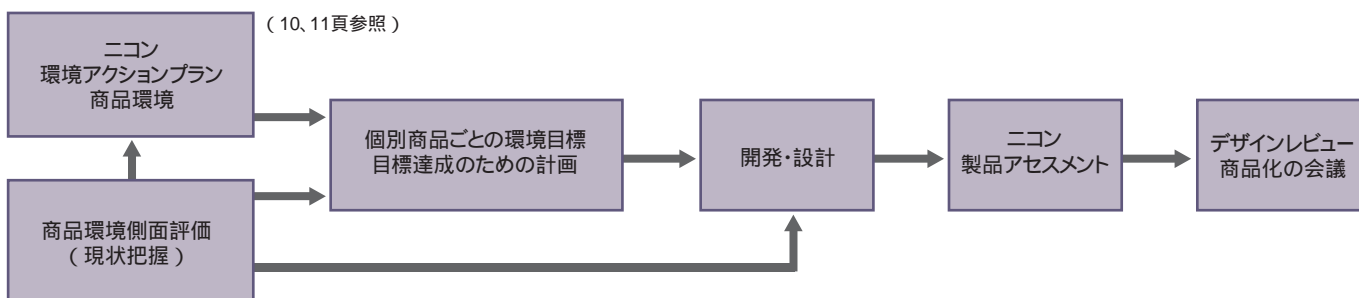 (10、11頁参照)
ニコン
環境アクションプラン
商品環境
商品環境側面評価
(現状把握)
個別商品ごとの環境目標
目標達成のための計画
開発・設計
ニコン
製品アセスメント
デザインレビュー
商品化の会議